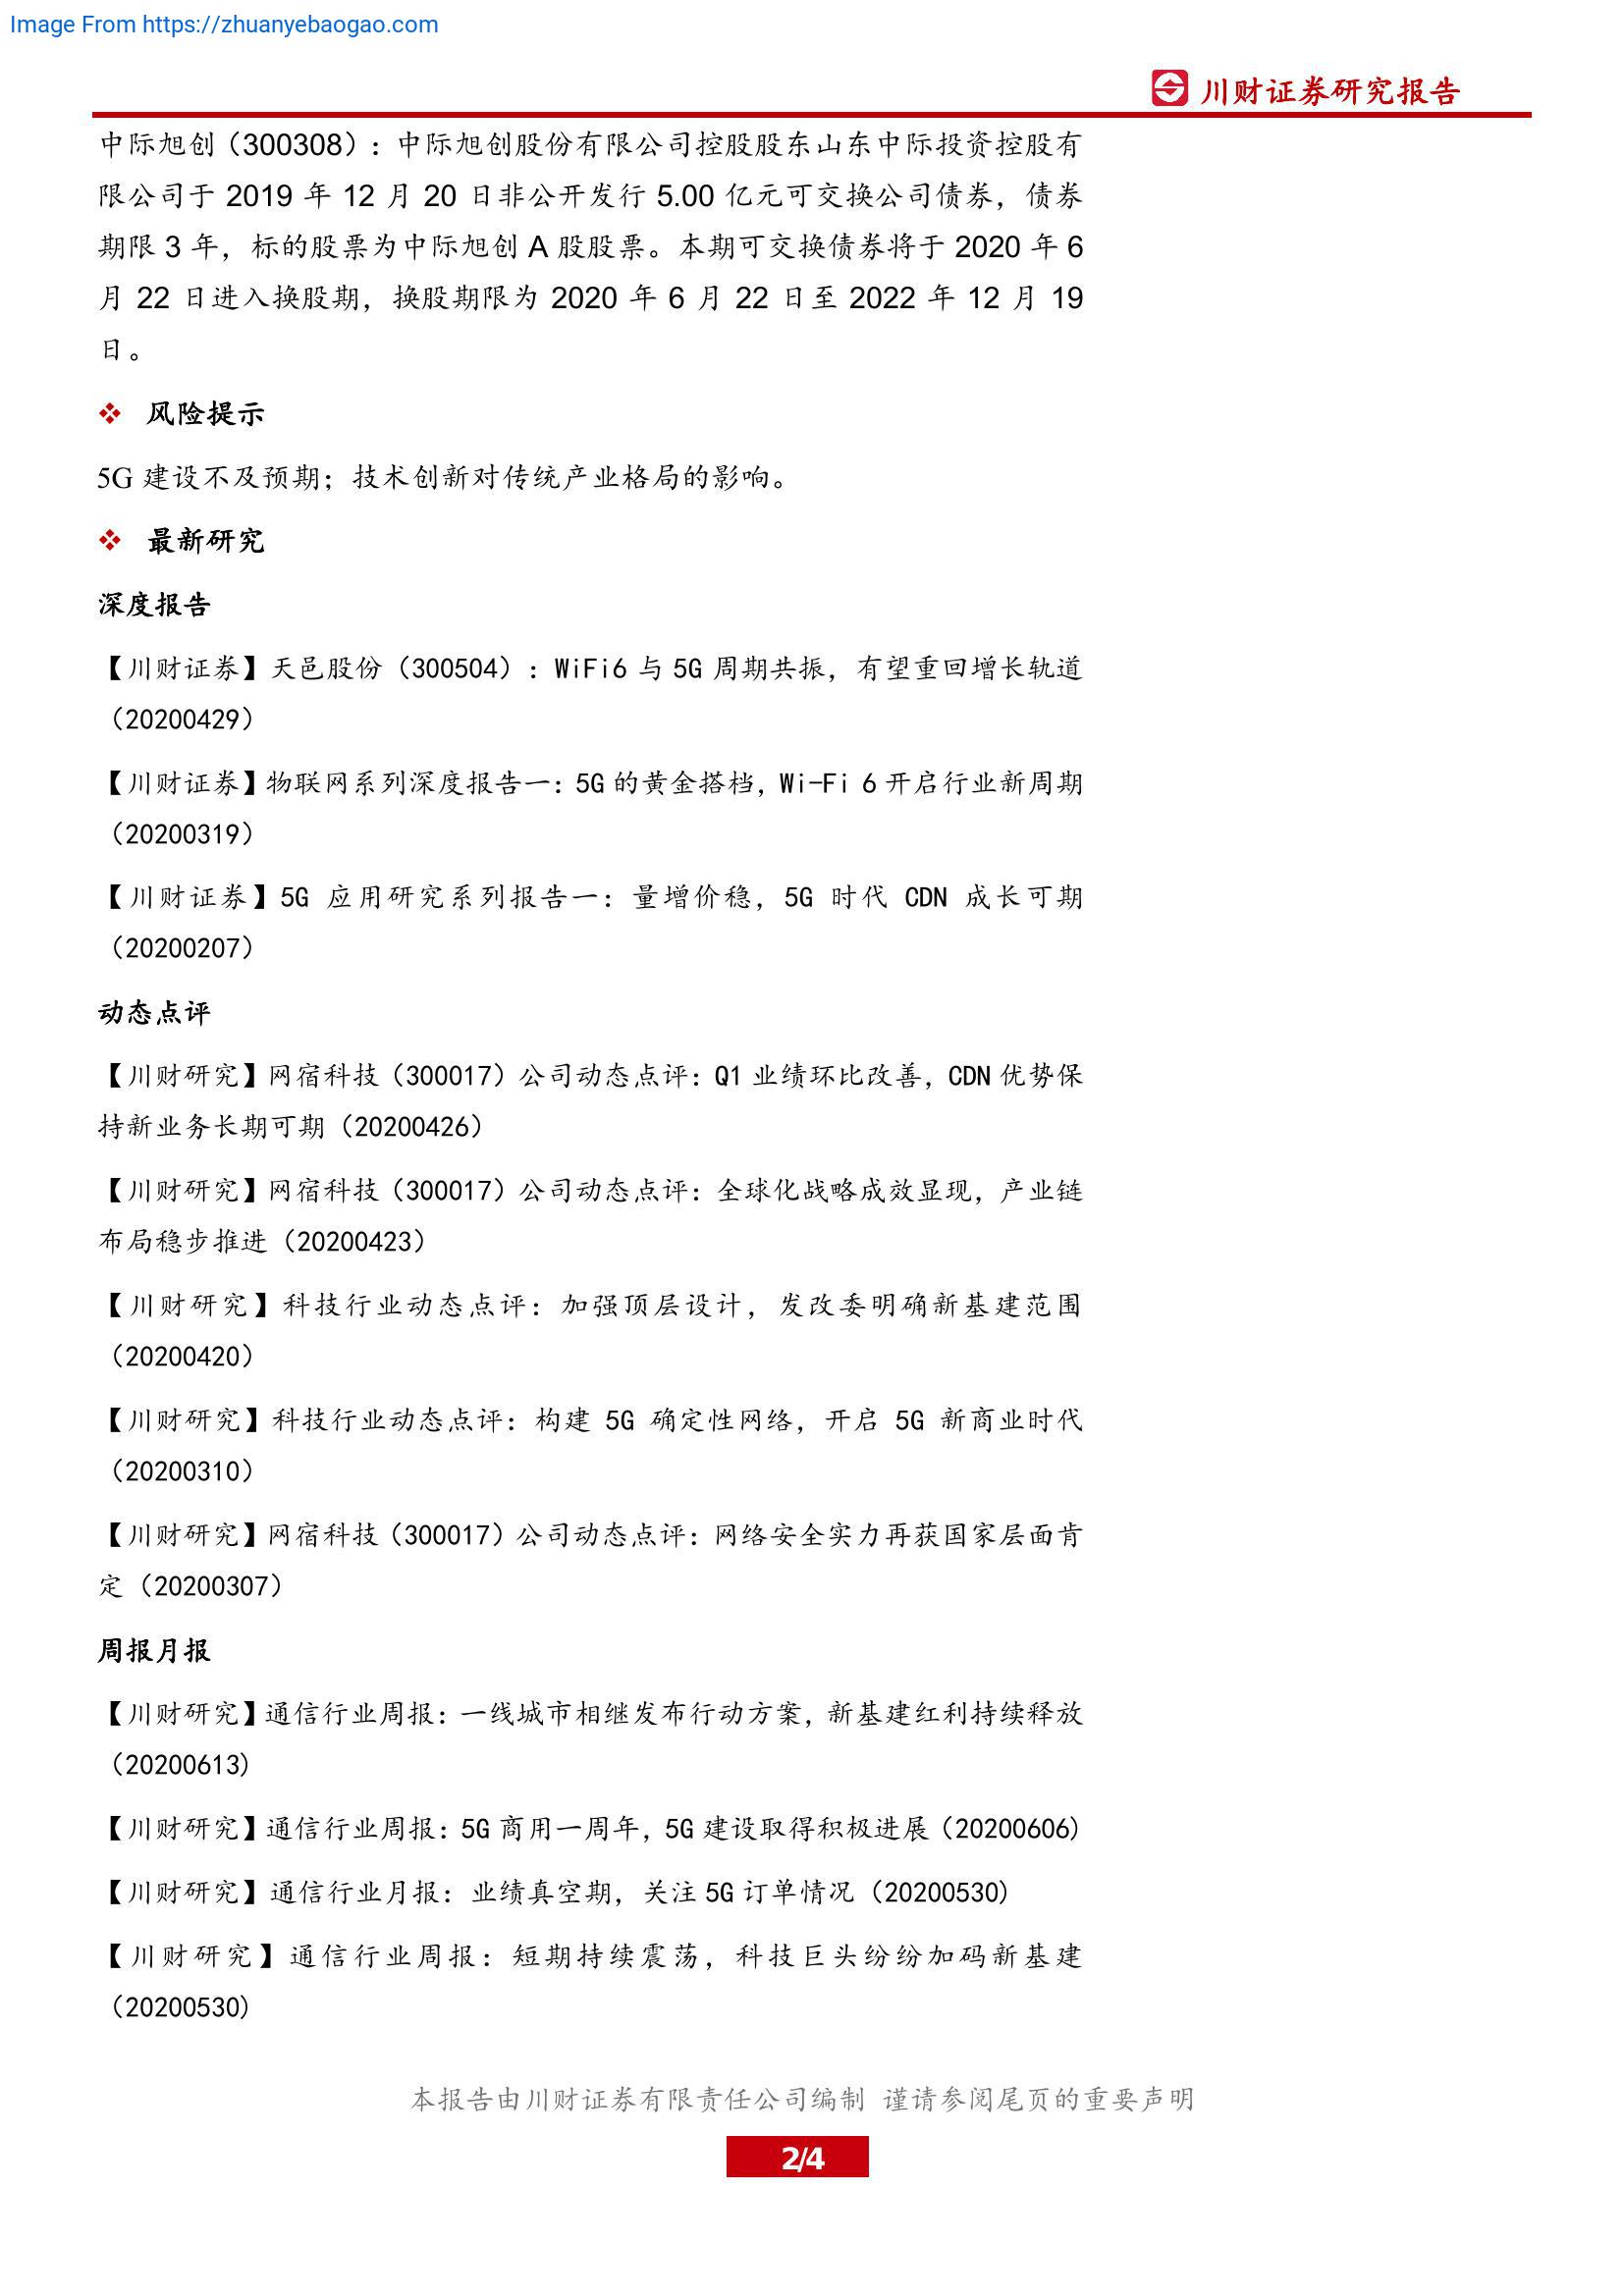 Image From https://zhuanyebaogao.com
川财证券研究报告
中际旭创（300308）：中际旭创股份有限公司控股股东山东中际投资控股有
限公司于 2019 年 12 月 20 日非公开发行 5.00 亿元可交换公司债券，债券
期限 3 年，标的股票为中际旭创 A 股股票。本期可交换债券将于 2020 年 6
月 22 日进入换股期，换股期限为 2020 年 6 月 22 日至 2022 年 12 月 19
日。
❖ 风险提示
5G 建设不及预期；技术创新对传统产业格局的影响。
❖ 最新研究
深度报告
【川财证券】天邑股份（300504）：WiFi6 与 5G 周期共振，有望重回增长轨道
（20200429）
【川财证券】物联网系列深度报告一：5G 的黄金搭档，Wi-Fi 6 开启行业新周期
（20200319）
【川财证券】5G 应用研究系列报告一：量增价稳，5G 时代 CDN 成长可期
（20200207）
动态点评
【川财研究】网宿科技（300017）公司动态点评：Q1 业绩环比改善，CDN 优势保
持新业务长期可期（20200426）
【川财研究】网宿科技（300017）公司动态点评：全球化战略成效显现，产业链
布局稳步推进（20200423）
【川财研究】科技行业动态点评：加强顶层设计，发改委明确新基建范围
（20200420）
【川财研究】科技行业动态点评：构建 5G 确定性网络，开启 5G 新商业时代
（20200310）
【川财研究】网宿科技（300017）公司动态点评：网络安全实力再获国家层面肯
定（20200307）
周报月报
【川财研究】通信行业周报：一线城市相继发布行动方案，新基建红利持续释放
（20200613)
【川财研究】通信行业周报：5G 商用一周年，5G 建设取得积极进展（20200606)
【川财研究】通信行业月报：业绩真空期，关注 5G 订单情况（20200530)
【川财研究】通信行业周报：短期持续震荡，科技巨头纷纷加码新基建
（20200530)
本报告由川财证券有限责任公司编制 谨请参阅尾页的重要声明
2/4